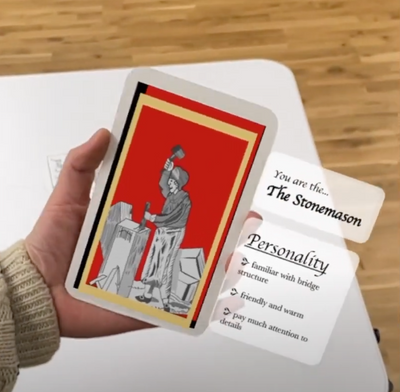 You are the...
The Stonemason
Personality
familiar with bridge
structure
friendly and warm
pay much attention to
details